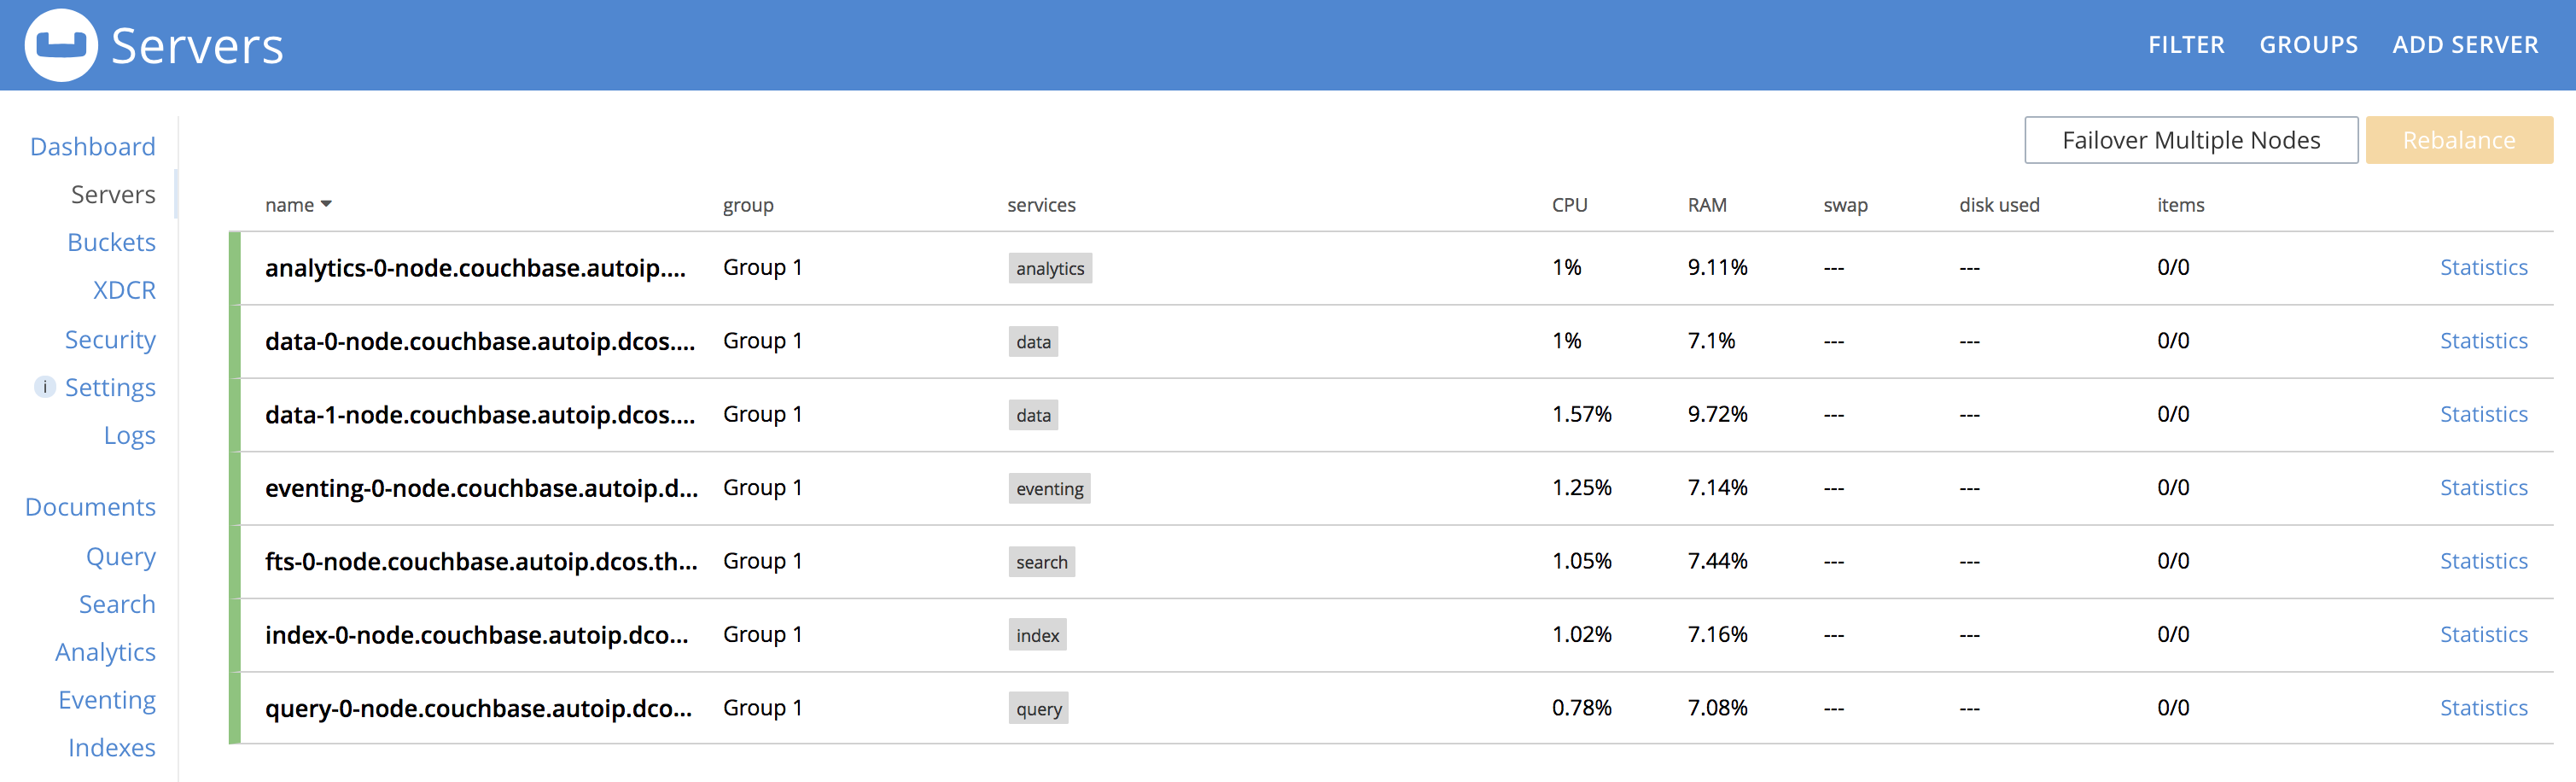 Servers FILTER GROUPS ADD SERVER
Failover Multiple Nodes Rebalance
Dashboard
Servers
Buckets
XDCR
Security
i Settings
Logs
Documents
Query
Search
Analytics
Eventing
Indexes
name group services CPU RAM swap disk used items
analytics-0-node.couchbase.autoip.... Group 1 analytics 1% 9.11% --- --- 0/0 Statistics
data-0-node.couchbase.autoip.dcos.... Group 1 data 1% 7.1% --- --- 0/0 Statistics
data-1-node.couchbase.autoip.dcos.... Group 1 data 1.57% 9.72% --- --- 0/0 Statistics
eventing-0-node.couchbase.autoip.d... Group 1 eventing 1.25% 7.14% --- --- 0/0 Statistics
fts-0-node.couchbase.autoip.dcos.th... Group 1 search 1.05% 7.44% --- --- 0/0 Statistics
index-0-node.couchbase.autoip.dco... Group 1 index 1.02% 7.16% --- --- 0/0 Statistics
query-0-node.couchbase.autoip.dco... Group 1 query 0.78% 7.08% --- --- 0/0 Statistics